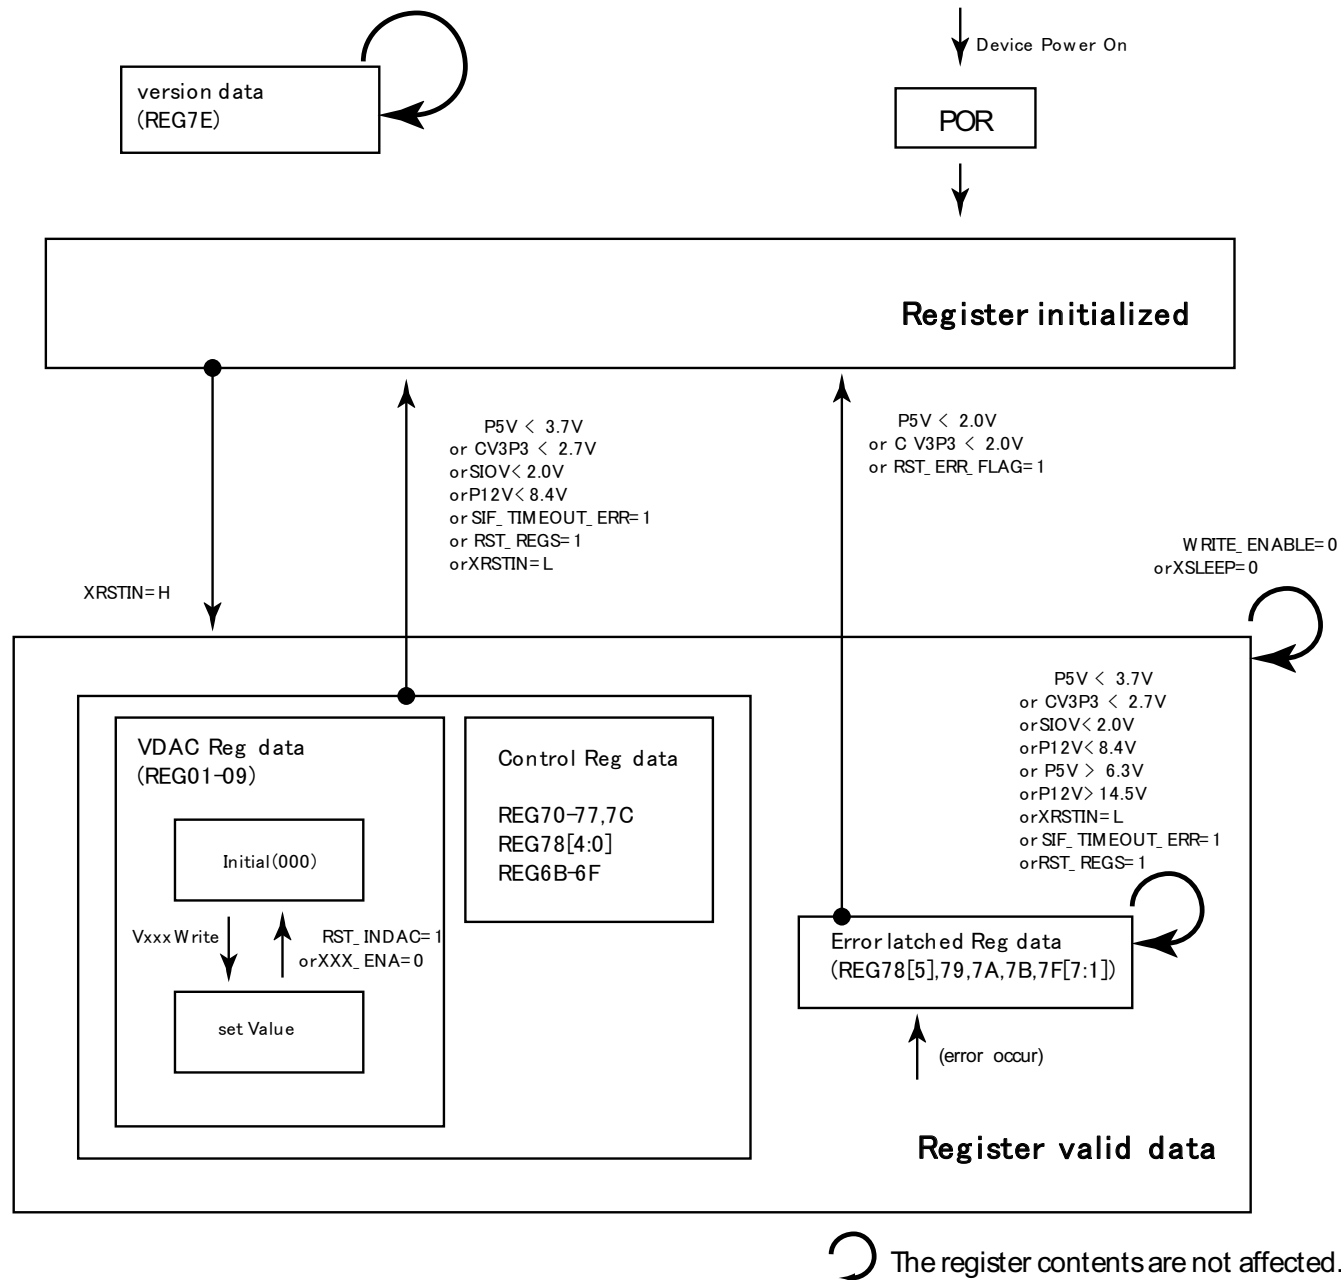 Device Power On
version data
(REG7E)
POR
Register initialized
P5V < 3.7V
or CV3P3 < 2.7V
or SIOV < 2.0V
or P12V < 8.4V
or SIF_TIMEOUT_ERR=1
or RST_REGS=1
or XRSTIN=L
P5V < 2.0V
or C V3P3 < 2.0V
or RST_ERR_FLAG=1
XRSTIN=H
WRITE_ENABLE=0
or XSLEEP=0
VDAC Reg data
(REG01-09)
Initial(000)
Vxxx Write
RST_INDAC=1
or XXX_ENA=0
set Value
Control Reg data
REG70-77,7C
REG78[4:0]
REG6B-6F
P5V < 3.7V
or CV3P3 < 2.7V
or SIOV < 2.0V
or P12V < 8.4V
or P5V > 6.3V
or P12V > 14.5V
or XRSTIN=L
or SIF_TIMEOUT_ERR=1
or RST_REGS=1
Error latched Reg data
(REG78[5],79,7A,7B,7F[7:1])
(error occur)
Register valid data
The register contents are not affected.